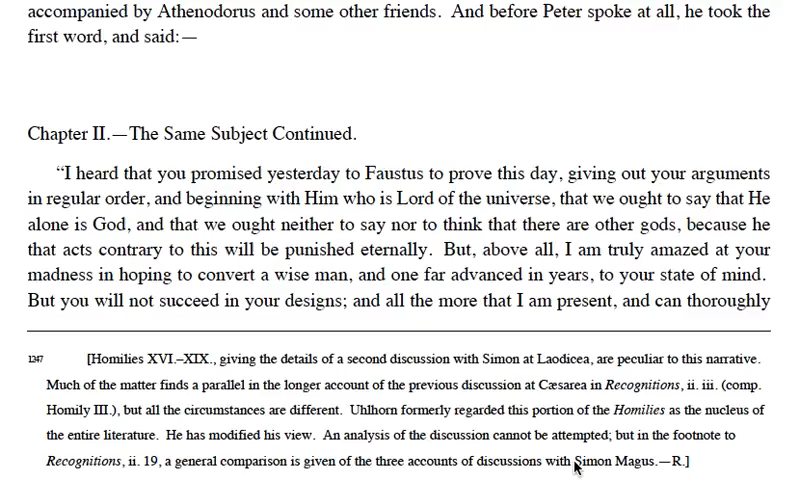 accompanied by Athenodorus and some other friends.  And before Peter spoke at all, he took the
first word, and said:—
Chapter II.—The Same Subject Continued.
“I heard that you promised yesterday to Faustus to prove this day, giving out your arguments
in regular order, and beginning with Him who is Lord of the universe, that we ought to say that He
alone is God, and that we ought neither to say nor to think that there are other gods, because he
that acts contrary to this will be punished eternally.  But, above all, I am truly amazed at your
madness in hoping to convert a wise man, and one far advanced in years, to your state of mind.
But you will not succeed in your designs; and all the more that I am present, and can thoroughly
1247 [Homilies XVI.–XIX., giving the details of a second discussion with Simon at Laodicea, are peculiar to this narrative.
Much of the matter finds a parallel in the longer account of the previous discussion at Cæsarea in Recognitions, ii. iii. (comp.
Homily III.), but all the circumstances are different.  Uhlhorn formerly regarded this portion of the Homilies as the nucleus of
the entire literature.  He has modified his view.  An analysis of the discussion cannot be attempted; but in the footnote to
Recognitions, ii. 19, a general comparison is given of the three accounts of discussions with Simon Magus.—R.]